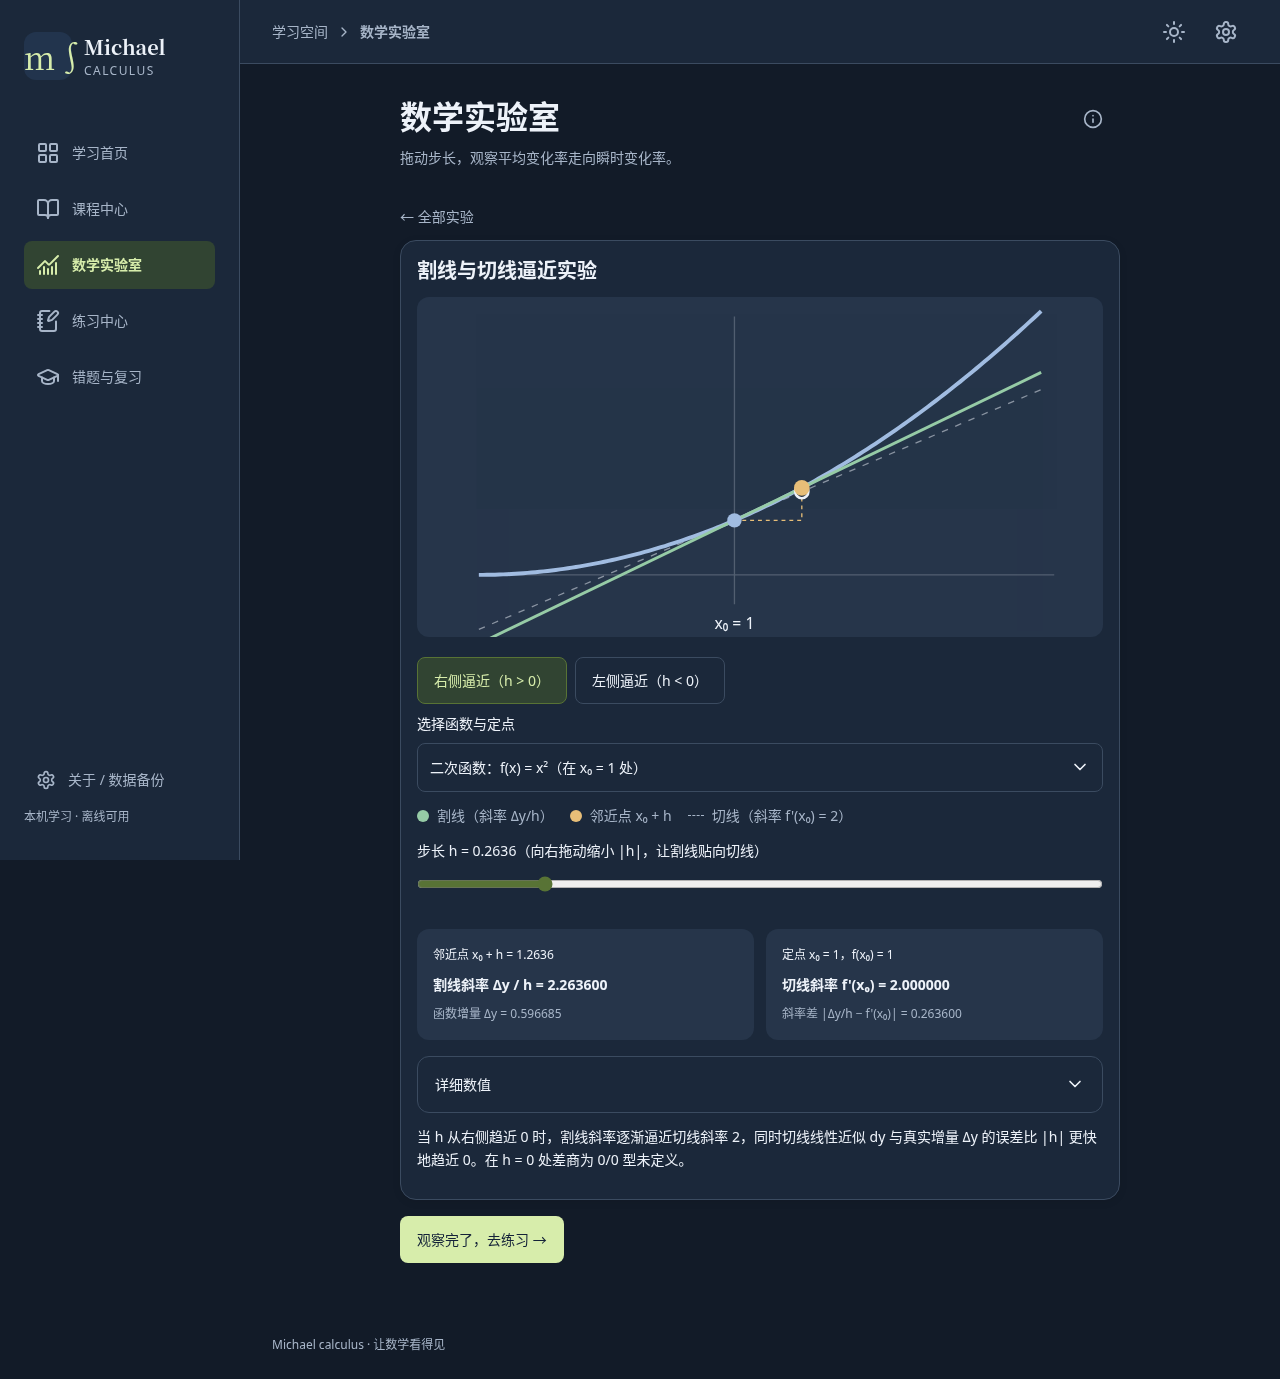 m ∫ Michael
CALCULUS
学习首页
课程中心
数学实验室
练习中心
错题与复习
关于 / 数据备份
本机学习 · 离线可用
学习空间 > 数学实验室
数学实验室
拖动步长，观察平均变化率走向瞬时变化率。
← 全部实验
割线与切线逼近实验
x₀ = 1
右侧逼近（h > 0）
左侧逼近（h < 0）
选择函数与定点
二次函数：f(x) = x²（在 x₀ = 1 处）
割线（斜率 Δy/h） 邻近点 x₀ + h ---- 切线（斜率 f'(x₀) = 2）
步长 h = 0.2636（向右拖动缩小 |h|，让割线贴向切线）
邻近点 x₀ + h = 1.2636
割线斜率 Δy / h = 2.263600
函数增量 Δy = 0.596685
定点 x₀ = 1，f(x₀) = 1
切线斜率 f'(x₀) = 2.000000
斜率差 |Δy/h − f'(x₀)| = 0.263600
详细数值
当 h 从右侧趋近 0 时，割线斜率逐渐逼近切线斜率 2，同时切线线性近似 dy 与真实增量 Δy 的误差比 |h| 更快
地趋近 0。在 h = 0 处差商为 0/0 型未定义。
观察完了，去练习 →
Michael calculus · 让数学看得见